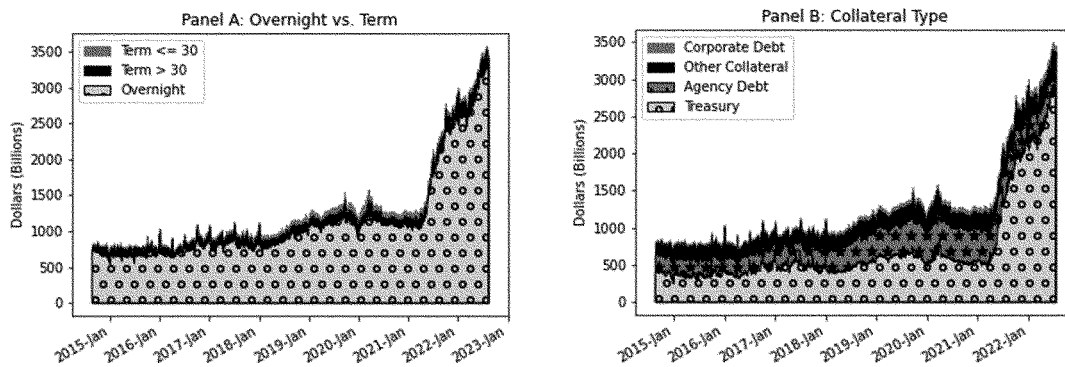 Panel A: Overnight vs. Term
Dollars (Billions)
3500
3000
2500
2000
1500
1000
500
0
Term <= 30
Term > 30
Overnight
2015-Jan
2016-Jan
2017-Jan
2018-Jan
2019-Jan
2020-Jan
2021-Jan
2022-Jan
2023-Jan
Panel B: Collateral Type
Dollars (Billions)
3500
3000
2500
2000
1500
1000
500
0
Corporate Debt
Other Collateral
Agency Debt
Treasury
2015-Jan
2016-Jan
2017-Jan
2018-Jan
2019-Jan
2020-Jan
2021-Jan
2022-Jan